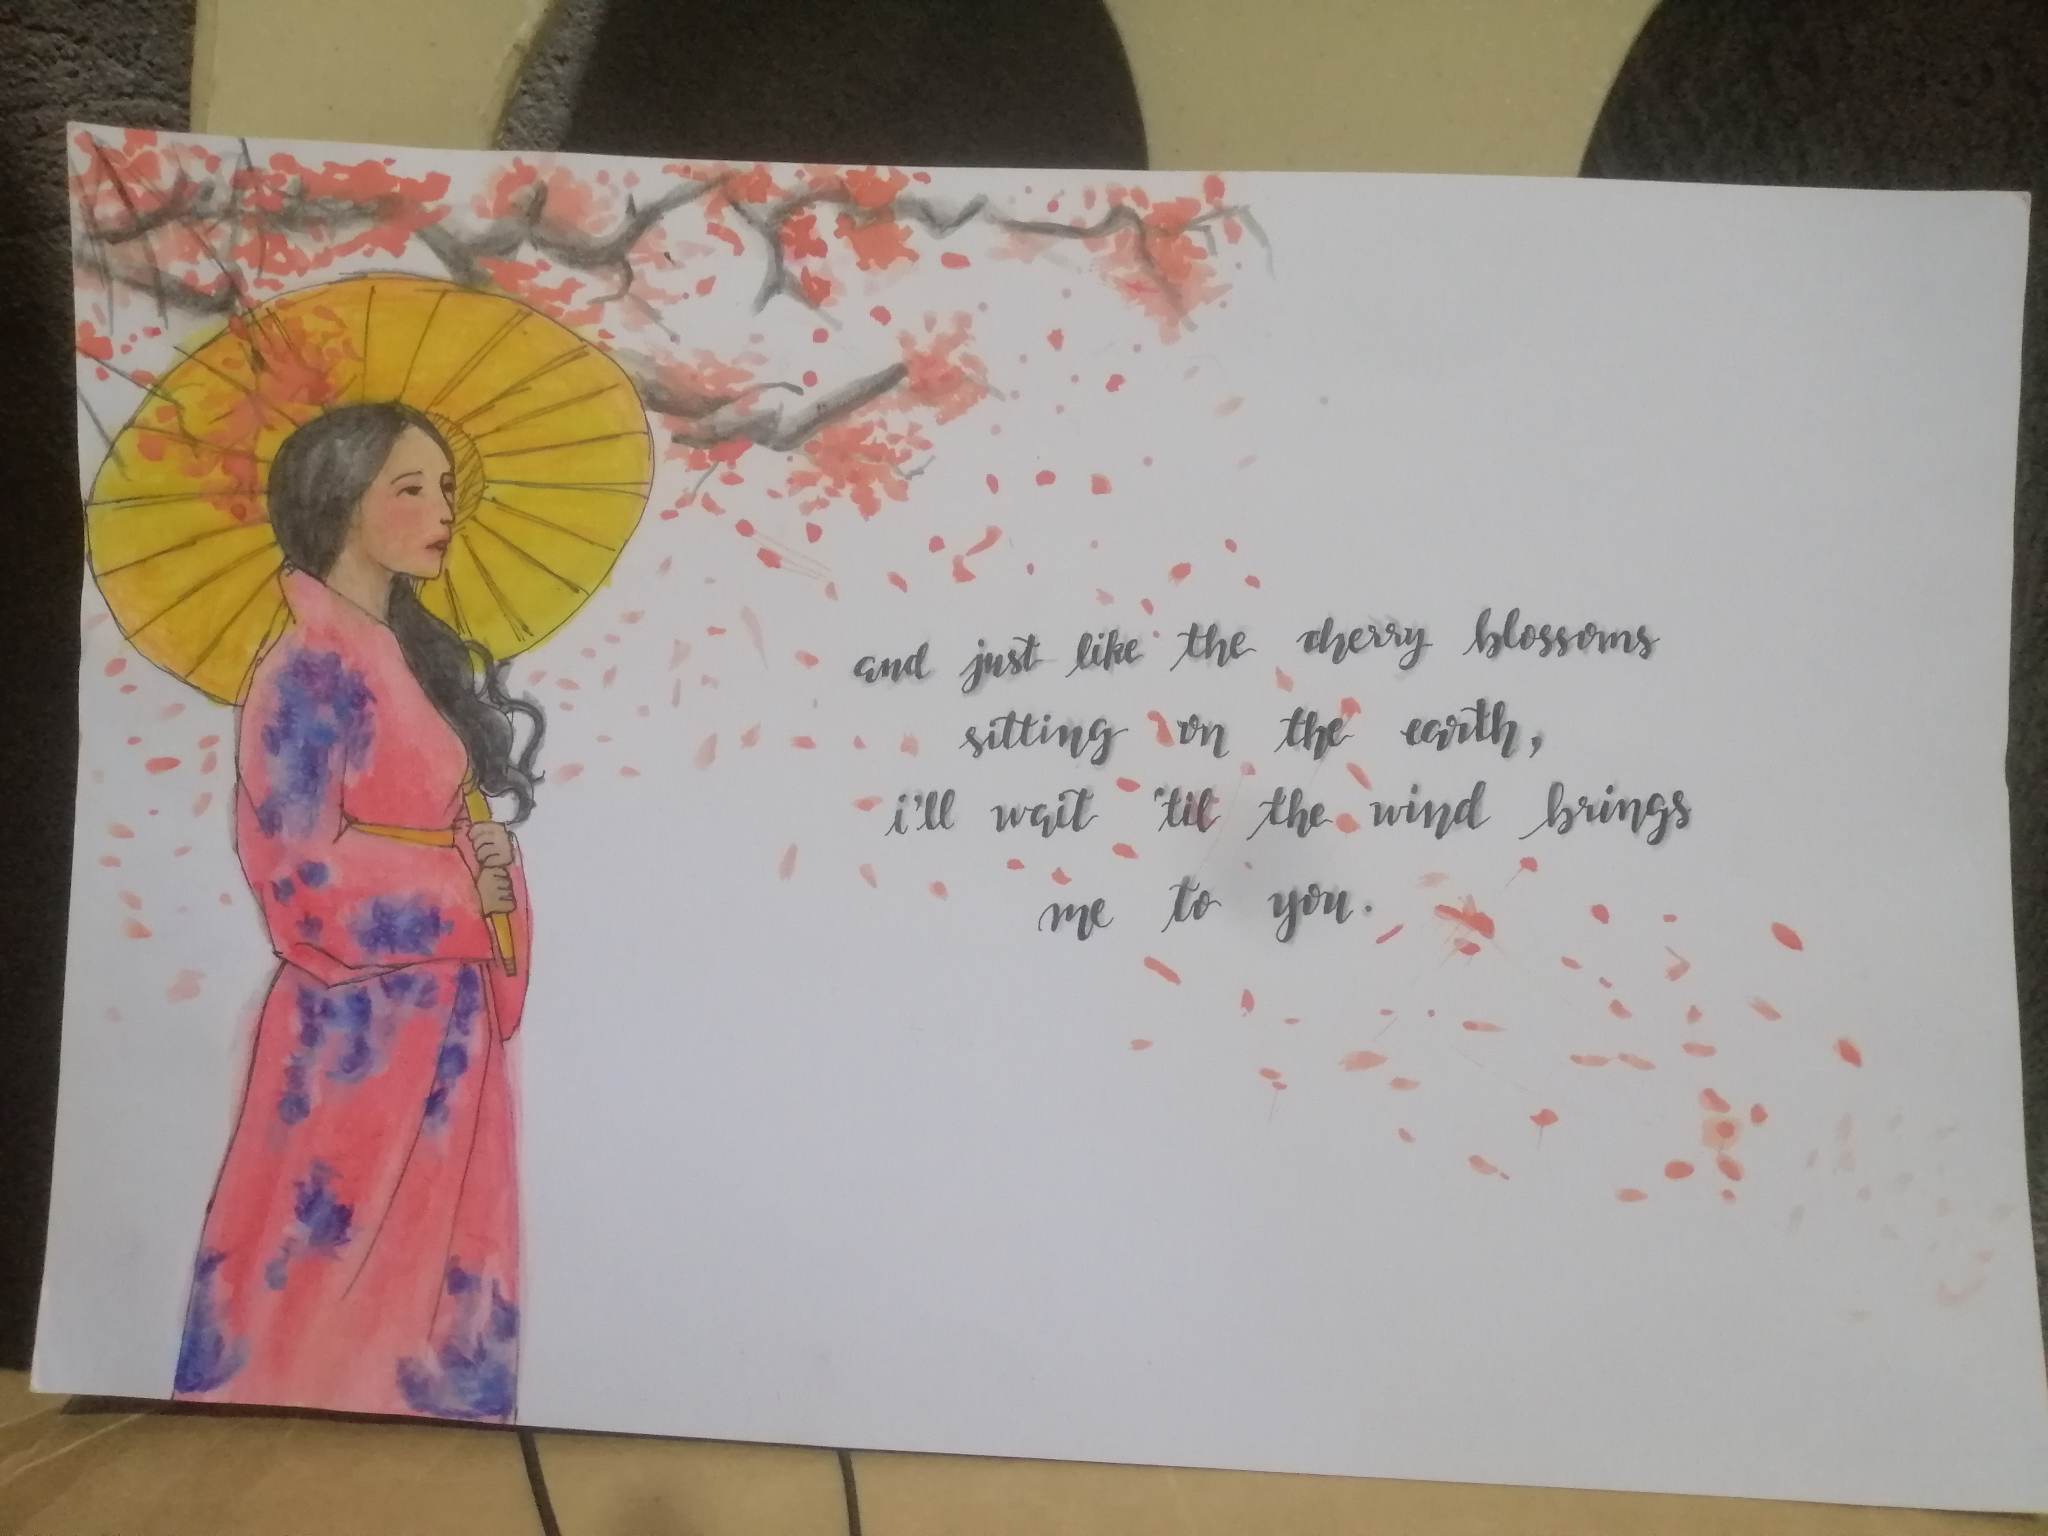 and just like the cherry blossoms
sitting on the earth,
i'll wait 'til the wind brings
me to you.